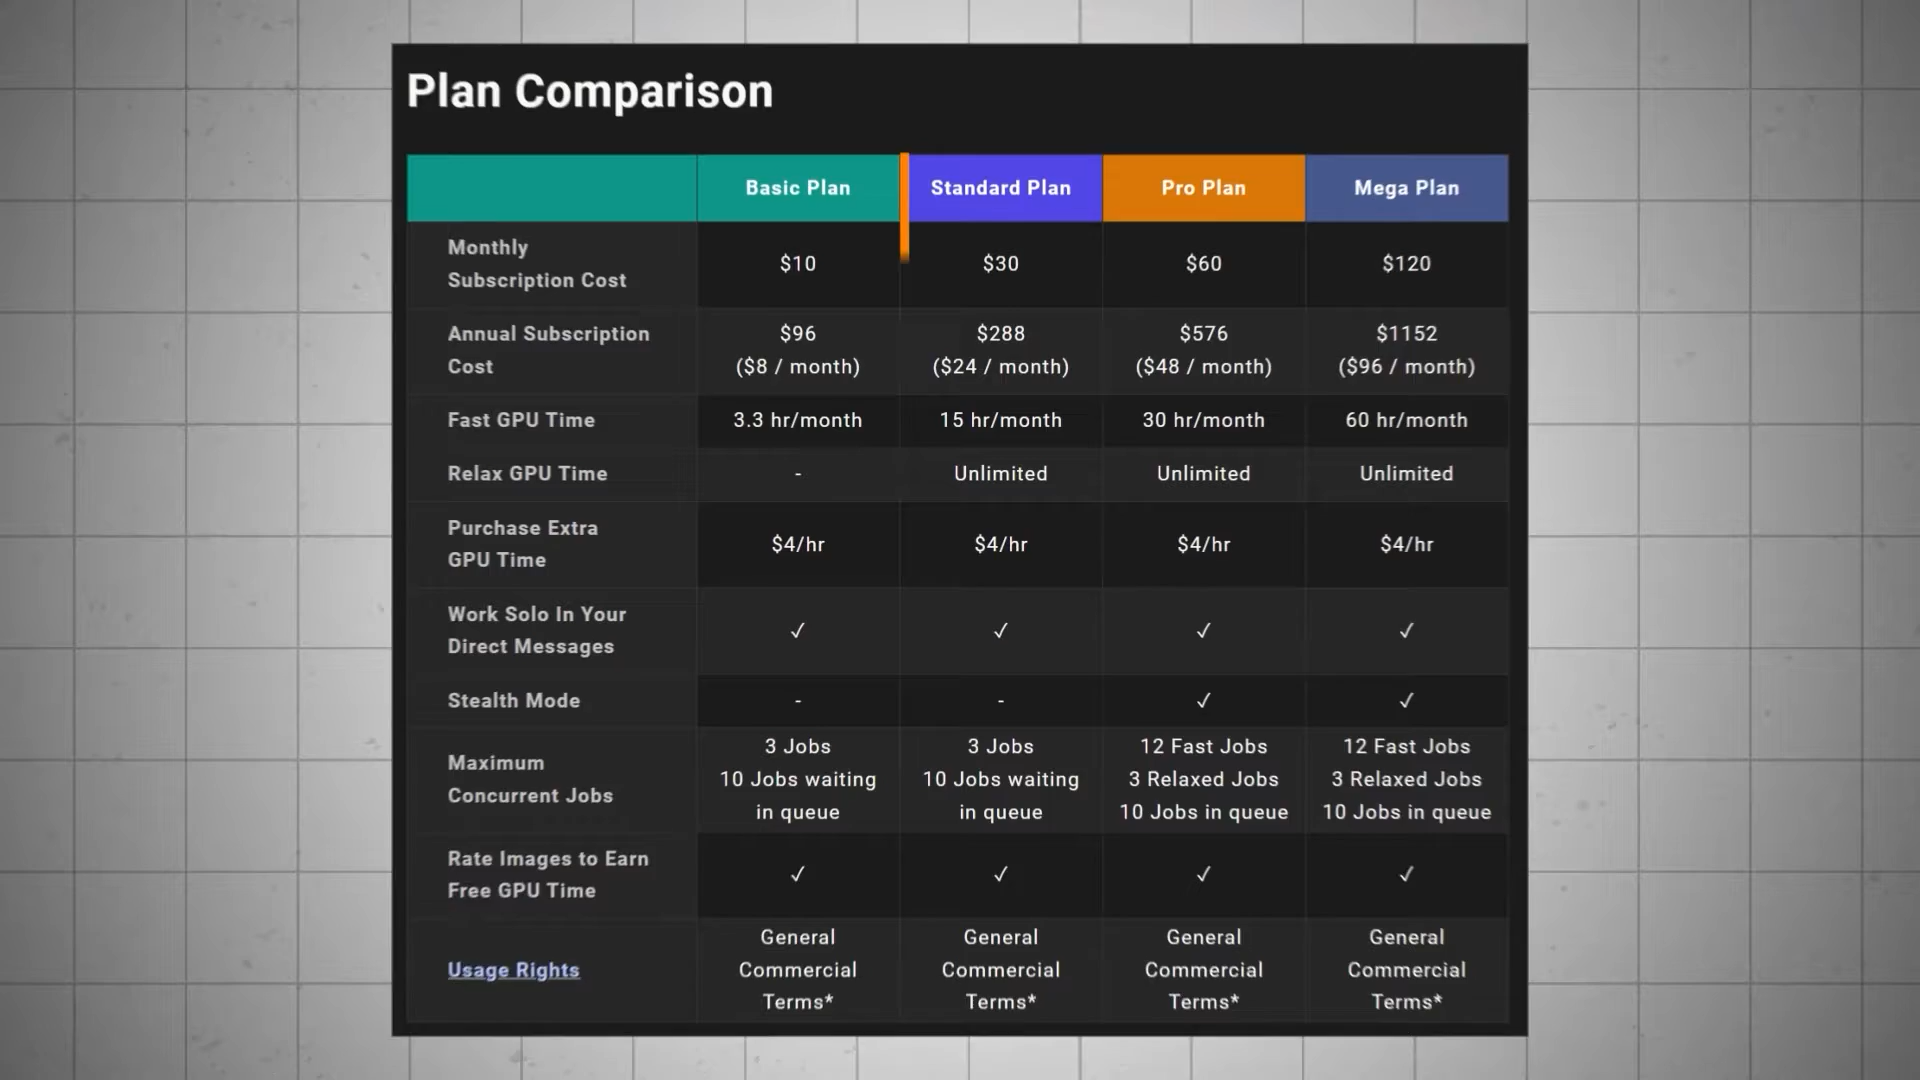 Plan Comparison
Basic Plan
Standard Plan
Pro Plan
Mega Plan
Monthly
Subscription Cost
$10
$30
$60
$120
Annual Subscription
Cost
$96
($8 / month)
$288
($24 / month)
$576
($48 / month)
$1152
($96 / month)
Fast GPU Time
3.3 hr/month
15 hr/month
30 hr/month
60 hr/month
Relax GPU Time
-
Unlimited
Unlimited
Unlimited
Purchase Extra
GPU Time
$4/hr
$4/hr
$4/hr
$4/hr
Work Solo In Your
Direct Messages
✓
✓
✓
✓
Stealth Mode
-
-
✓
✓
Maximum
Concurrent Jobs
3 Jobs
10 Jobs waiting
in queue
3 Jobs
10 Jobs waiting
in queue
12 Fast Jobs
3 Relaxed Jobs
10 Jobs in queue
12 Fast Jobs
3 Relaxed Jobs
10 Jobs in queue
Rate Images to Earn
Free GPU Time
✓
✓
✓
✓
Usage Rights
General
Commercial
Terms*
General
Commercial
Terms*
General
Commercial
Terms*
General
Commercial
Terms*